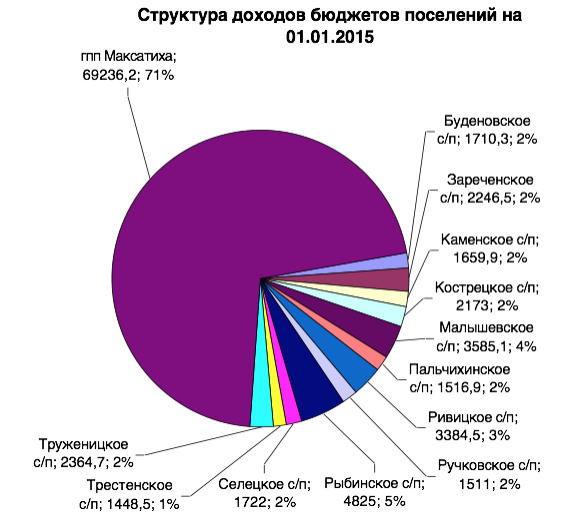 Структура доходов бюджетов поселений на
01.01.2015
гпп Максатиха;
69236,2; 71%
Буденовское
с/п; 1710,3; 2%
Зареченское
с/п; 2246,5; 2%
Каменское с/п;
1659,9; 2%
Кострецкое с/п;
2173; 2%
Малышевское
с/п; 3585,1; 4%
Пальчихинское
с/п; 1516,9; 2%
Ривицкое с/п;
3384,5; 3%
Ручковское с/п;
1511; 2%
Рыбинское с/п;
4825; 5%
Селецкое с/п;
1722; 2%
Трестенское
с/п; 1448,5; 1%
Труженицкое
с/п; 2364,7; 2%